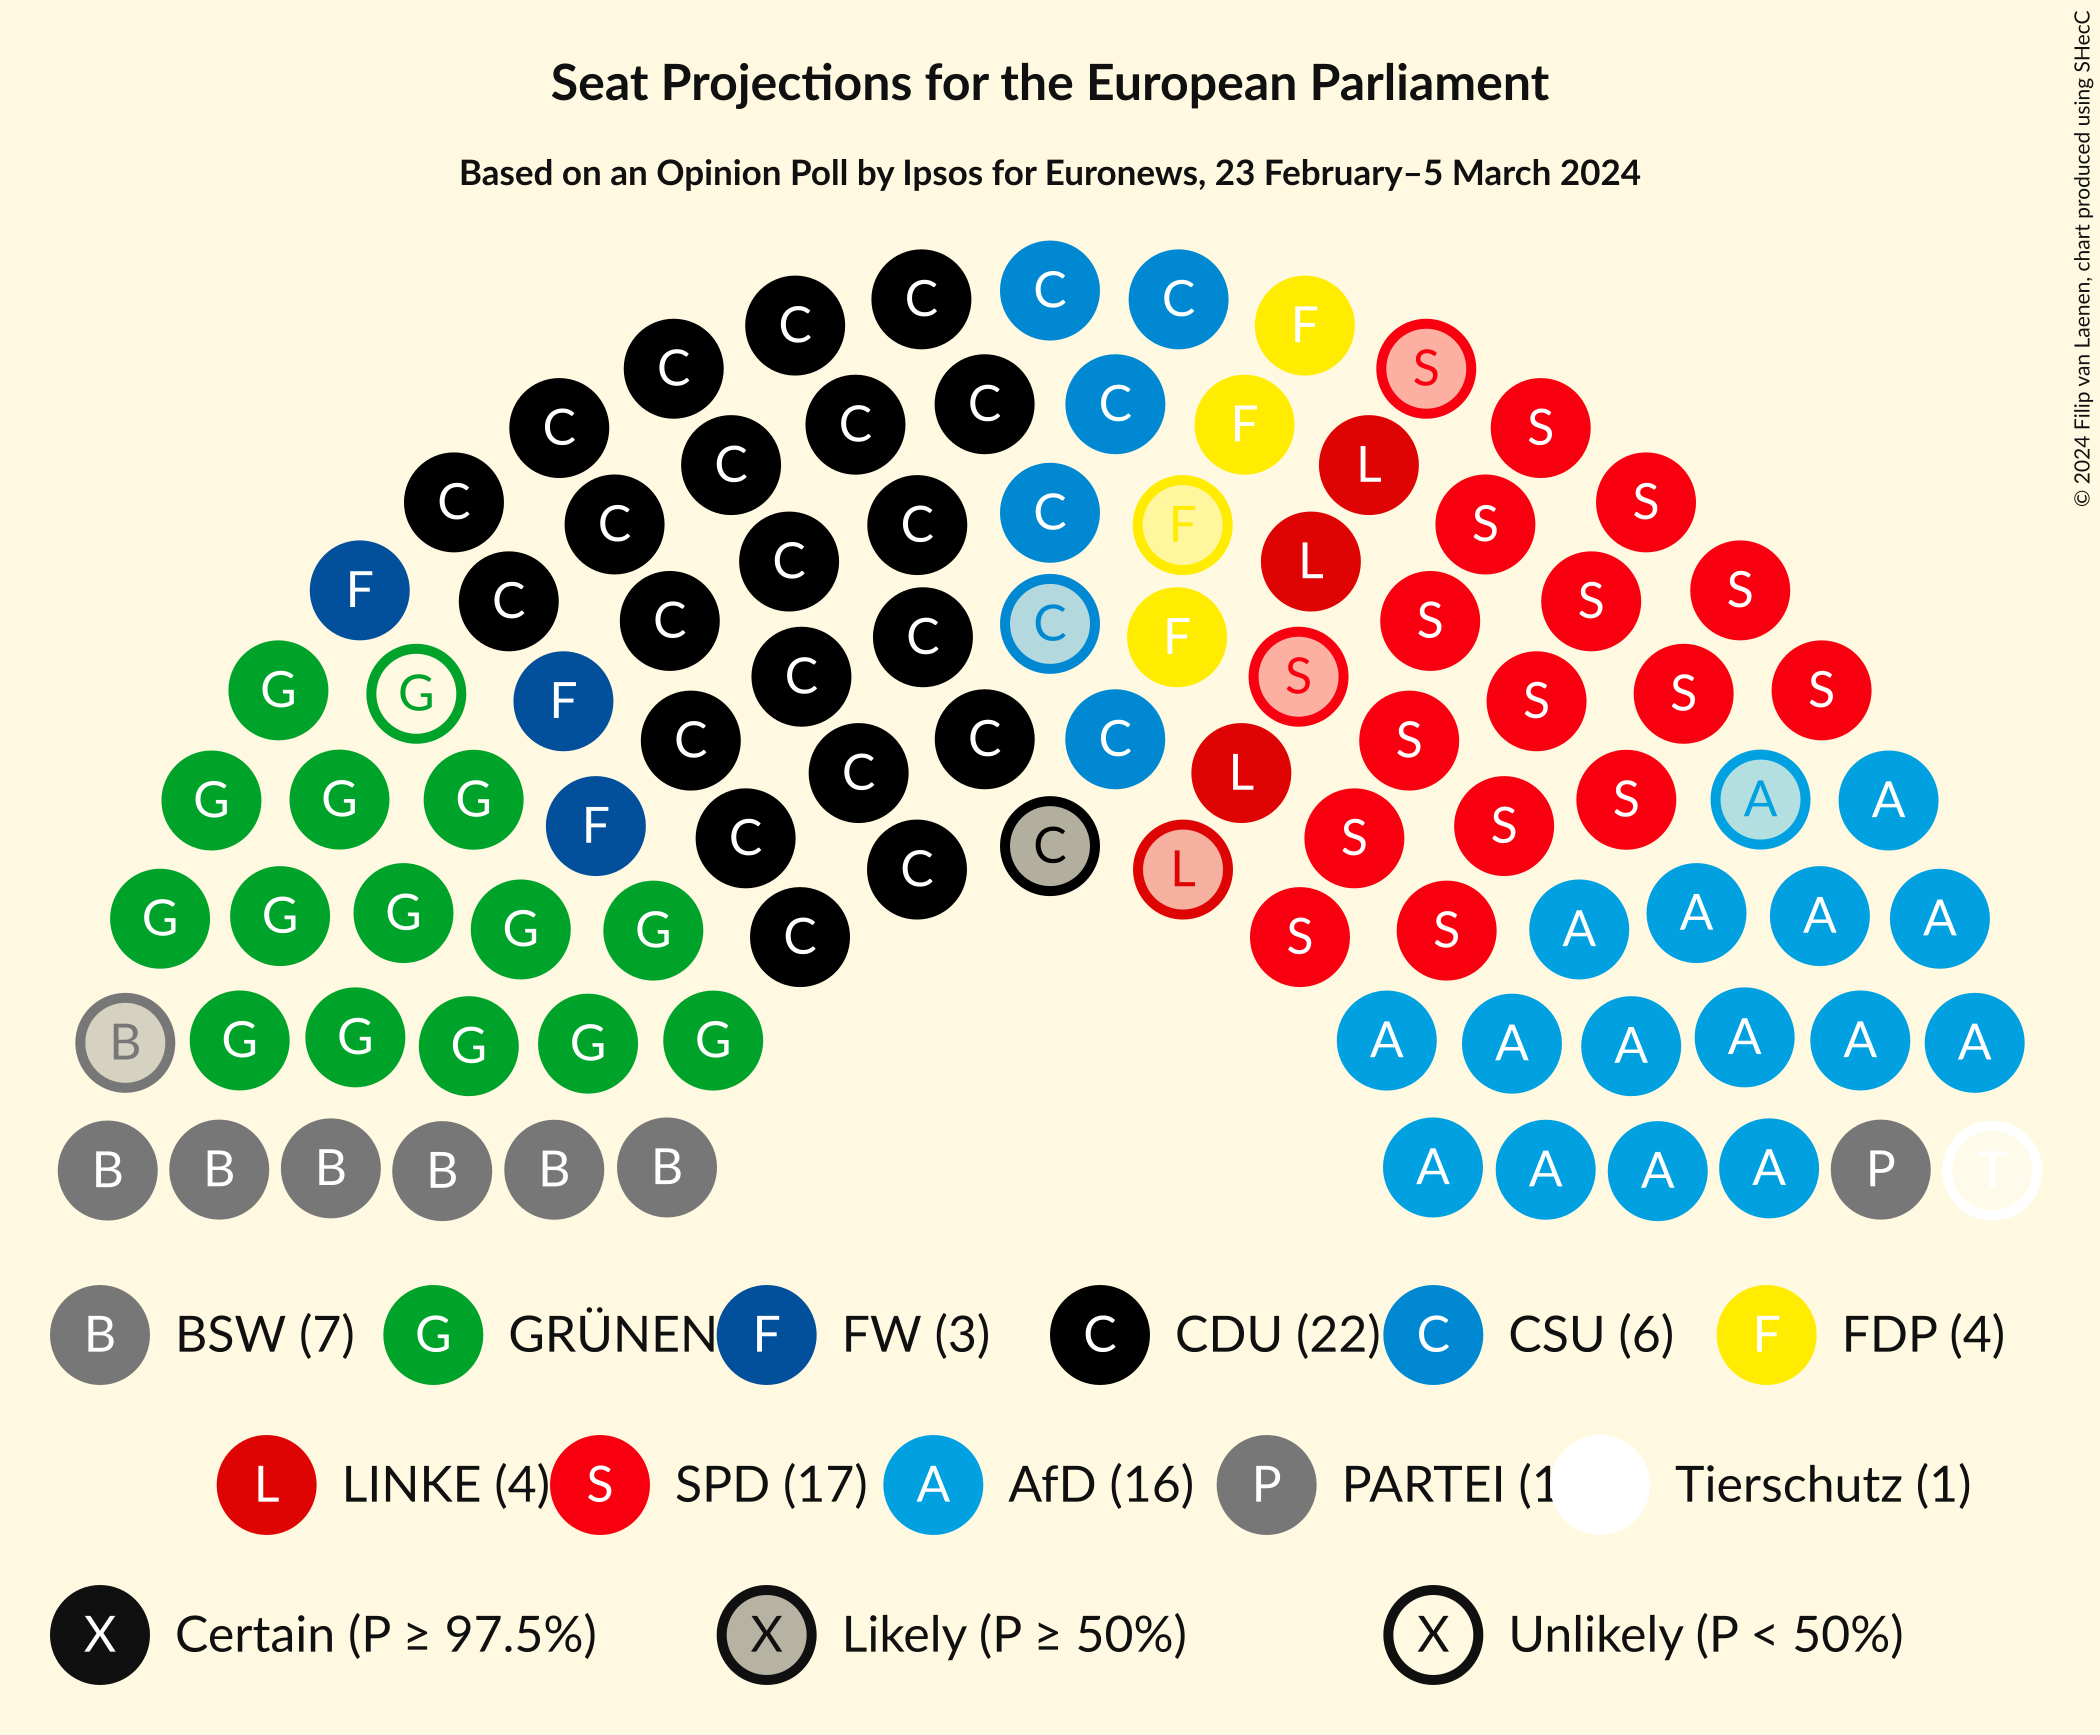 Seat Projections for the European Parliament
Based on an Opinion Poll by Ipsos for Euronews, 23 February–5 March 2024
© 2024 Filip van Laenen, chart produced using SHecC
C C C C C F
C C C C F S
C C C L S
C C C F S S
F C C C C S S
G G F C C C S S S S
G G G F C C C L S S S A A
G G G G G C C L S S A A A A
B G G G G G A A A A A A
B B B B B B A A A A P T
B BSW (7) G GRÜNEN F FW (3) C CDU (22) C CSU (6) F FDP (4)
L LINKE (4) S SPD (17) A AfD (16) P PARTEI (1 Tierschutz (1)
X Certain (P ≥ 97.5%) X Likely (P ≥ 50%) X Unlikely (P < 50%)